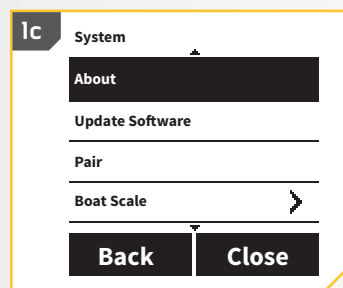 1c
System
About
Update Software
Pair
Boat Scale
Back Close